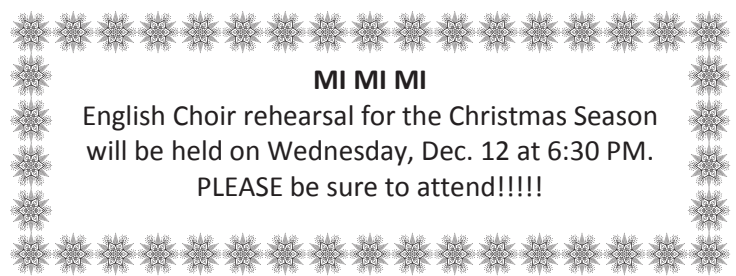 MI MI MI
English Choir rehearsal for the Christmas Season
will be held on Wednesday, Dec. 12 at 6:30 PM.
PLEASE be sure to attend!!!!!